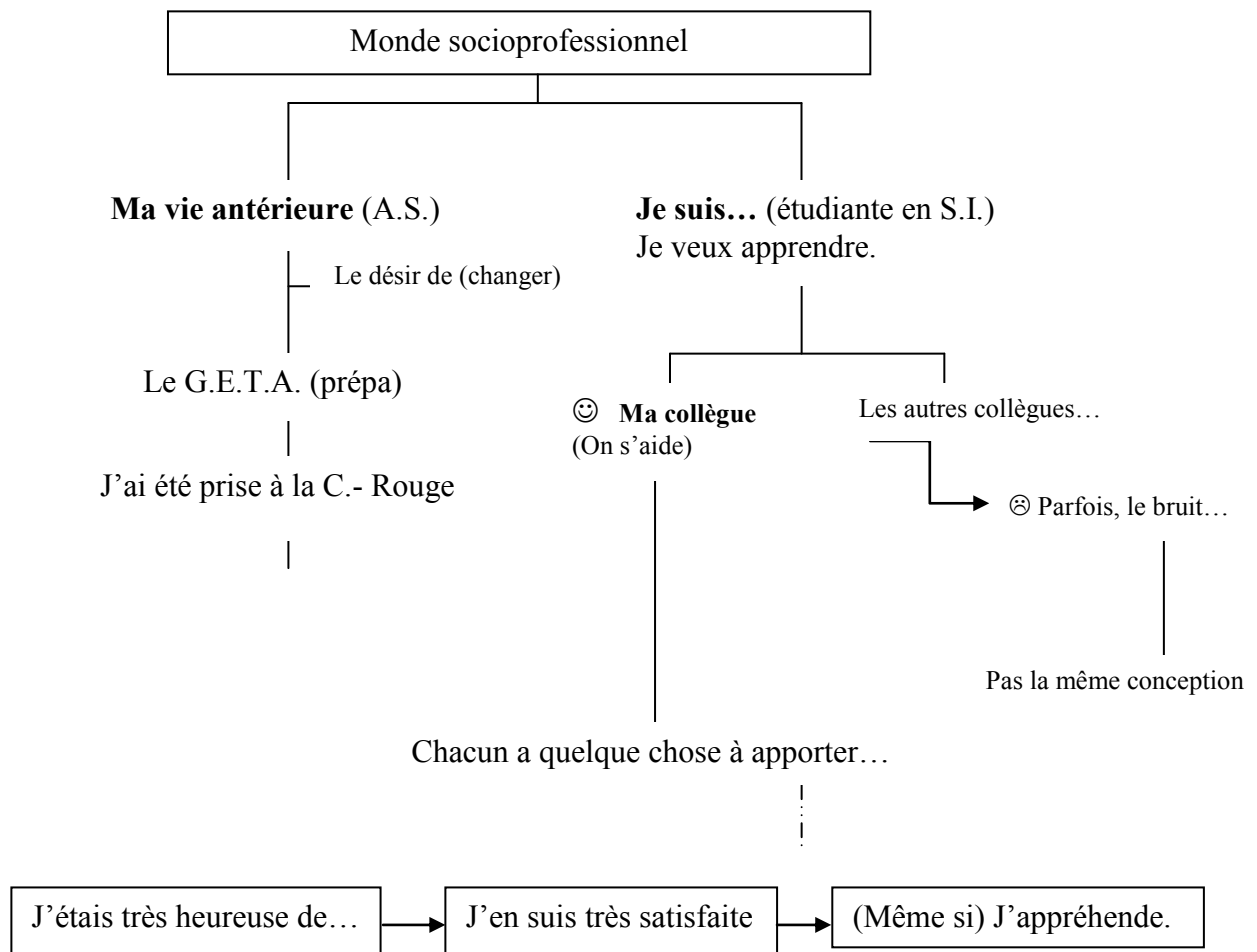 Monde socioprofessionnel
Ma vie antérieure (A.S.)
Je suis… (étudiante en S.I.)
Je veux apprendre.
Le désir de (changer)
Le G.E.T.A. (prépa)
☺ Ma collègue
(On s’aide)
Les autres collègues…
J’ai été prise à la C.- Rouge
☹ Parfois, le bruit…
Pas la même conception
Chacun a quelque chose à apporter…
J’étais très heureuse de…
J’en suis très satisfaite
(Même si) J’appréhende.